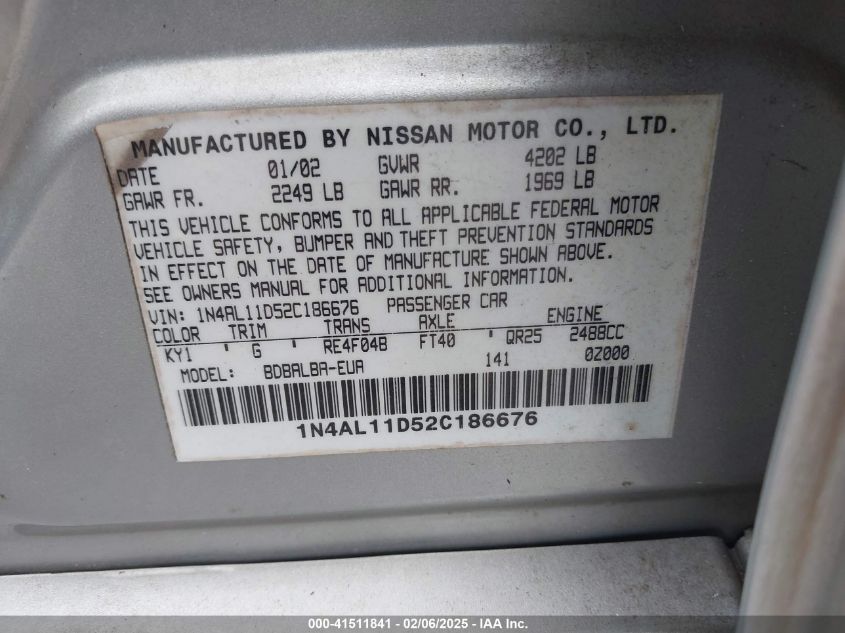 MANUFACTURED BY NISSAN MOTOR CO., LTD.
DATE 01/02 GVWR 4202 LB
GAWR FR. 2249 LB GAWR RR. 1969 LB
THIS VEHICLE CONFORMS TO ALL APPLICABLE FEDERAL MOTOR
VEHICLE SAFETY, BUMPER AND THEFT PREVENTION STANDARDS
IN EFFECT ON THE DATE OF MANUFACTURE SHOWN ABOVE.
SEE OWNERS MANUAL FOR ADDITIONAL INFORMATION.
VIN: 1N4AL11D52C186676 PASSENGER CAR
COLOR TRIM TRANS AXLE ENGINE
KY1 ' G ' RE4F04B FT40 ' QR25 2488CC
MODEL: BDBALBA-EUA 141 0Z000
1N4AL11D52C186676
000-41511841 - 02/06/2025 - IAA Inc.